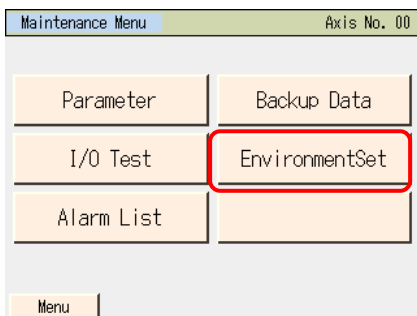 Maintenance Menu Axis No. 00
Parameter Backup Data
I/O Test EnvironmentSet
Alarm List
Menu